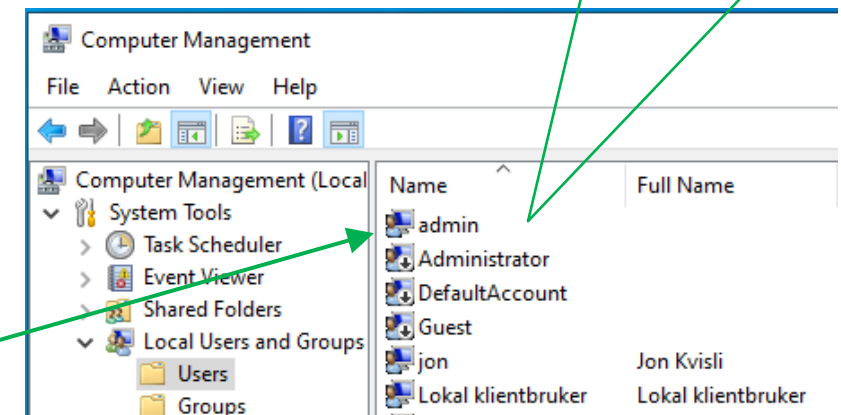 Computer Management
File Action View Help
Computer Management (Local
System Tools
Task Scheduler
Event Viewer
Shared Folders
Local Users and Groups
Users
Groups
Name Full Name
admin
Administrator
DefaultAccount
Guest
jon Jon Kvisli
Lokal klientbruker Lokal klientbruker